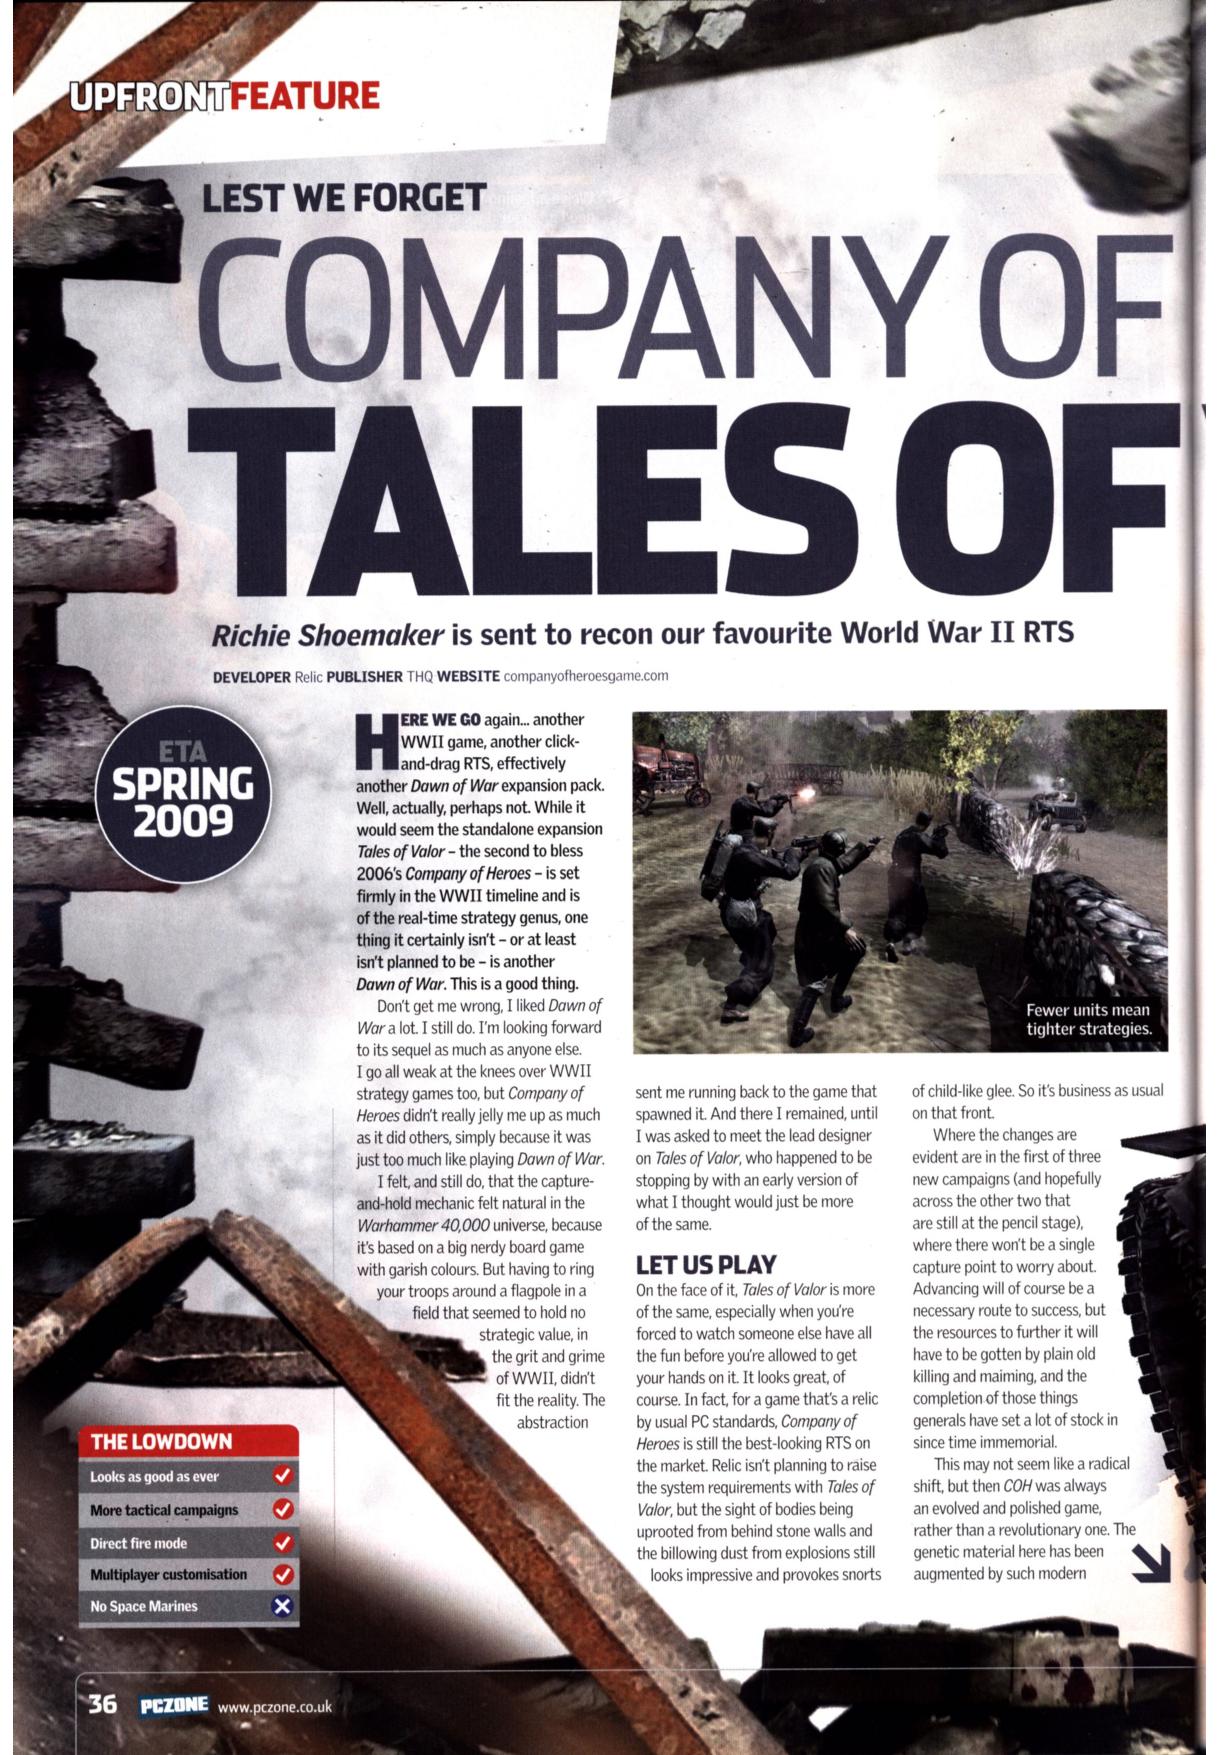 UPFRONTFEATURE
LEST WE FORGET
COMPANY OF
TALES OF
Richie Shoemaker is sent to recon our favourite World War II RTS
DEVELOPER Relic PUBLISHER THQ WEBSITE companyofheroesgame.com
ETA
SPRING
2009
HERE WE GO again... another
WWII game, another click-
and-drag RTS, effectively
another Dawn of War expansion pack.
Well, actually, perhaps not. While it
would seem the standalone expansion
Tales of Valor – the second to bless
2006's Company of Heroes – is set
firmly in the WWII timeline and is
of the real-time strategy genus, one
thing it certainly isn't – or at least
isn't planned to be – is another
Dawn of War. This is a good thing.
Don't get me wrong, I liked Dawn of
War a lot. I still do. I'm looking forward
to its sequel as much as anyone else.
I go all weak at the knees over WWII
strategy games too, but Company of
Heroes didn't really jelly me up as much
as it did others, simply because it was
just too much like playing Dawn of War.
I felt, and still do, that the capture-
and-hold mechanic felt natural in the
Warhammer 40,000 universe, because
it's based on a big nerdy board game
with garish colours. But having to ring
your troops around a flagpole in a
field that seemed to hold no
strategic value, in
the grit and grime
of WWII, didn't
fit the reality. The
abstraction
Fewer units mean
tighter strategies.
sent me running back to the game that
spawned it. And there I remained, until
I was asked to meet the lead designer
on Tales of Valor, who happened to be
stopping by with an early version of
what I thought would just be more
of the same.
LET US PLAY
On the face of it, Tales of Valor is more
of the same, especially when you're
forced to watch someone else have all
the fun before you're allowed to get
your hands on it. It looks great, of
course. In fact, for a game that's a relic
by usual PC standards, Company of
Heroes is still the best-looking RTS on
the market. Relic isn't planning to raise
the system requirements with Tales of
Valor, but the sight of bodies being
uprooted from behind stone walls and
the billowing dust from explosions still
looks impressive and provokes snorts
of child-like glee. So it's business as usual
on that front.
Where the changes are
evident are in the first of three
new campaigns (and hopefully
across the other two that
are still at the pencil stage),
where there won't be a single
capture point to worry about.
Advancing will of course be a
necessary route to success, but
the resources to further it will
have to be gotten by plain old
killing and maiming, and the
completion of those things
generals have set a lot of stock in
since time immemorial.
This may not seem like a radical
shift, but then COH was always
an evolved and polished game,
rather than a revolutionary one. The
genetic material here has been
augmented by such modern
THE LOWDOWN
Looks as good as ever
More tactical campaigns
Direct fire mode
Multiplayer customisation
No Space Marines
36 PCZONE www.pczone.co.uk